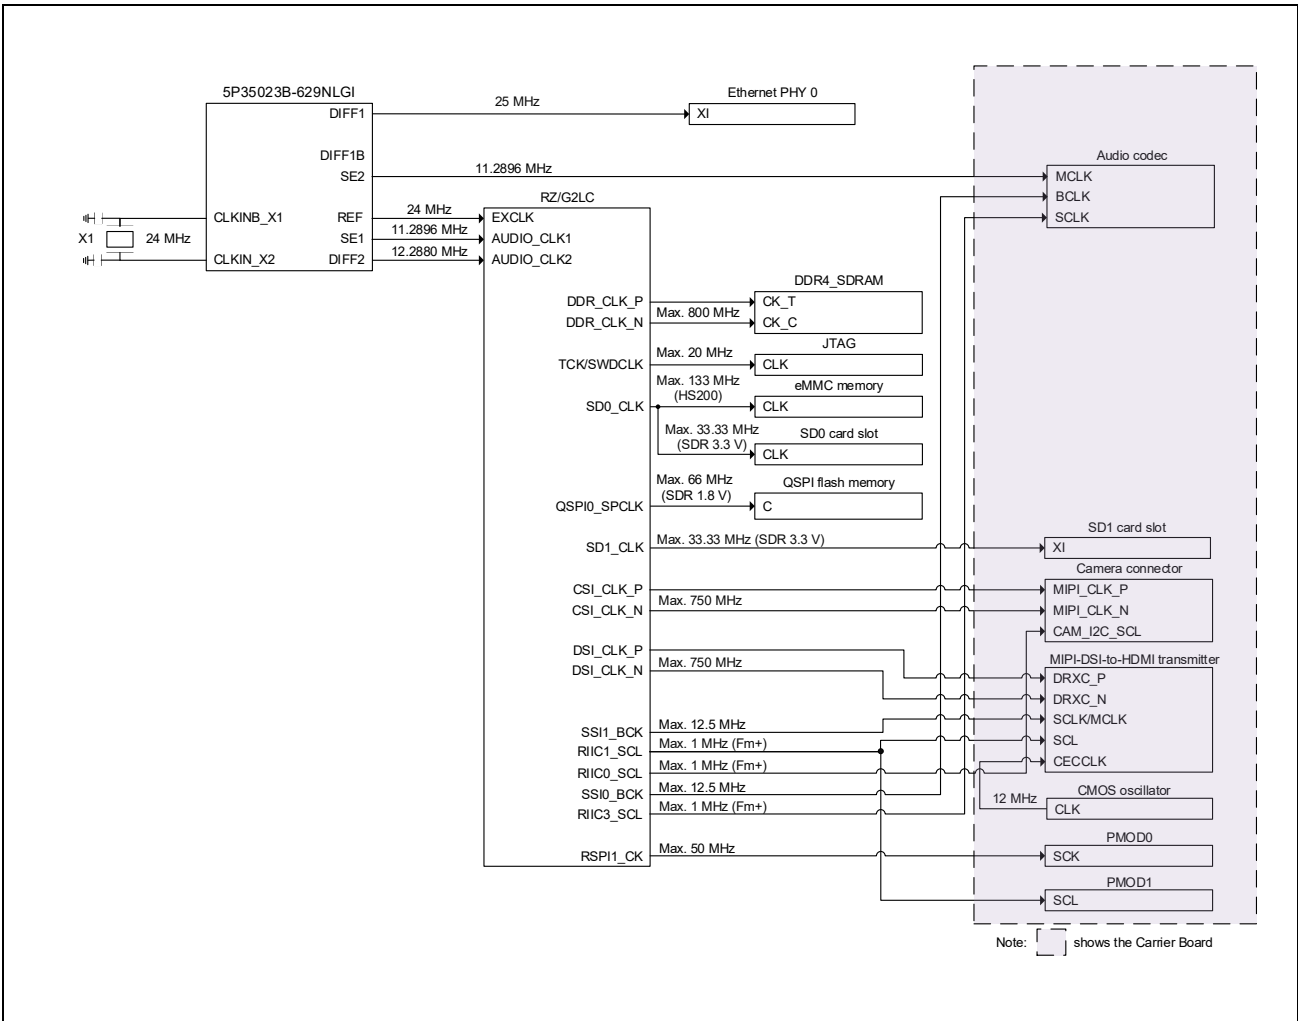 5P35023B-629NLGI
DIFF1
DIFF1B
SE2
CLKINB_X1
REF
SE1
CLKIN_X2
DIFF2
X1
24 MHz
25 MHz
Ethernet PHY 0
XI
11.2896 MHz
Audio codec
MCLK
BCLK
SCLK
RZ/G2LC
24 MHz
EXCLK
11.2896 MHz
AUDIO_CLK1
12.2880 MHz
AUDIO_CLK2
DDR4_SDRAM
DDR_CLK_P
CK_T
Max. 800 MHz
DDR_CLK_N
CK_C
JTAG
TCK/SWDCLK
Max. 20 MHz
CLK
eMMC memory
Max. 133 MHz
(HS200)
SD0_CLK
CLK
SD0 card slot
Max. 33.33 MHz
(SDR 3.3 V)
CLK
QSPI flash memory
Max. 66 MHz
(SDR 1.8 V)
QSPI0_SPCLK
C
SD1 card slot
SD1_CLK
Max. 33.33 MHz (SDR 3.3 V)
XI
Camera connector
CSI_CLK_P
MIPI_CLK_P
Max. 750 MHz
CSI_CLK_N
MIPI_CLK_N
CAM_I2C_SCL
MIPI-DSI-to-HDMI transmitter
DSI_CLK_P
Max. 750 MHz
DSI_CLK_N
DRXC_P
DRXC_N
SCLK/MCLK
SCL
CECCLK
SSI1_BCK
Max. 12.5 MHz
RIIC1_SCL
Max. 1 MHz (Fm+)
RIIC0_SCL
Max. 1 MHz (Fm+)
SSI0_BCK
Max. 12.5 MHz
RIIC3_SCL
Max. 1 MHz (Fm+)
CMOS oscillator
12 MHz
CLK
PMOD0
RSPI1_CK
Max. 50 MHz
SCK
PMOD1
SCL
Note: shows the Carrier Board